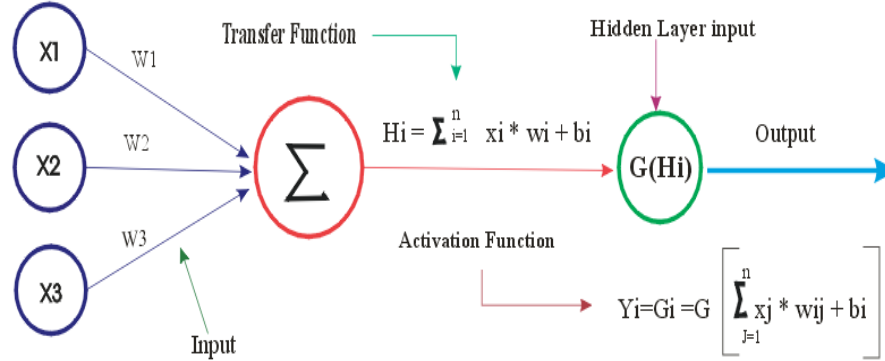 X1
X2
X3
W1
W2
W3
Input
Transfer Function
Σ
Hi = Σ i=1 n xi * wi + bi
Hidden Layer input
G(Hi)
Output
Activation Function
Yi=Gi =G [ Σ J=1 n xj * wij + bi ]